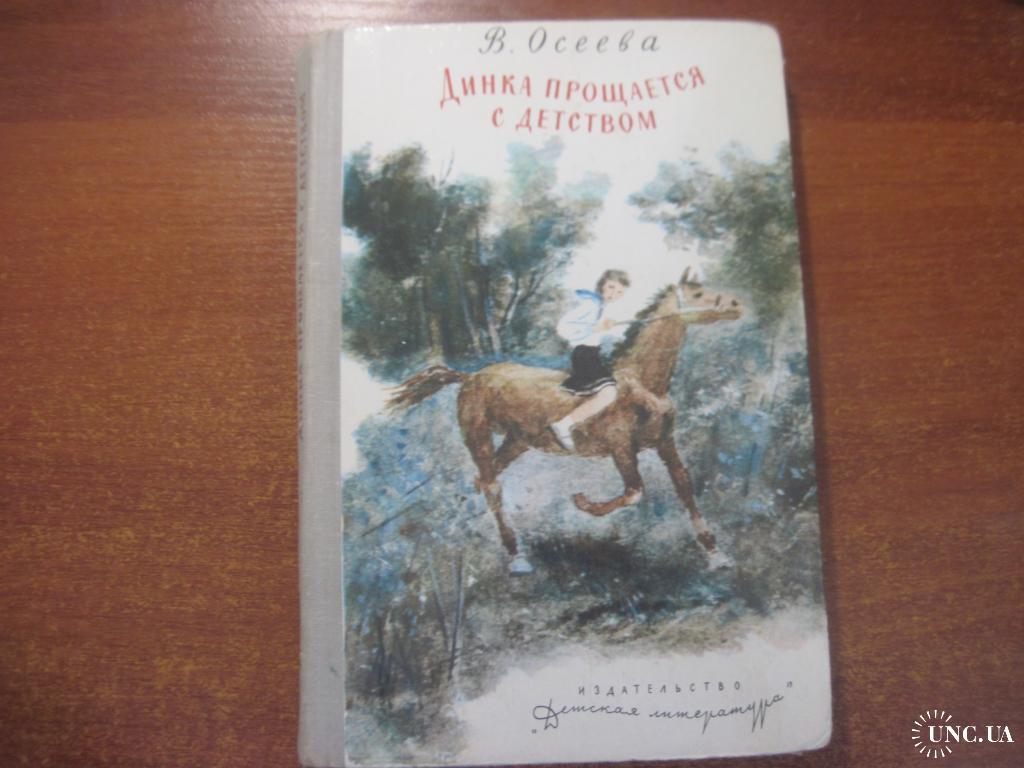 В. Осеева
Динка прощается
с детством
ИЗДАТЕЛЬСТВО
"Детская литература"
UNC.UA